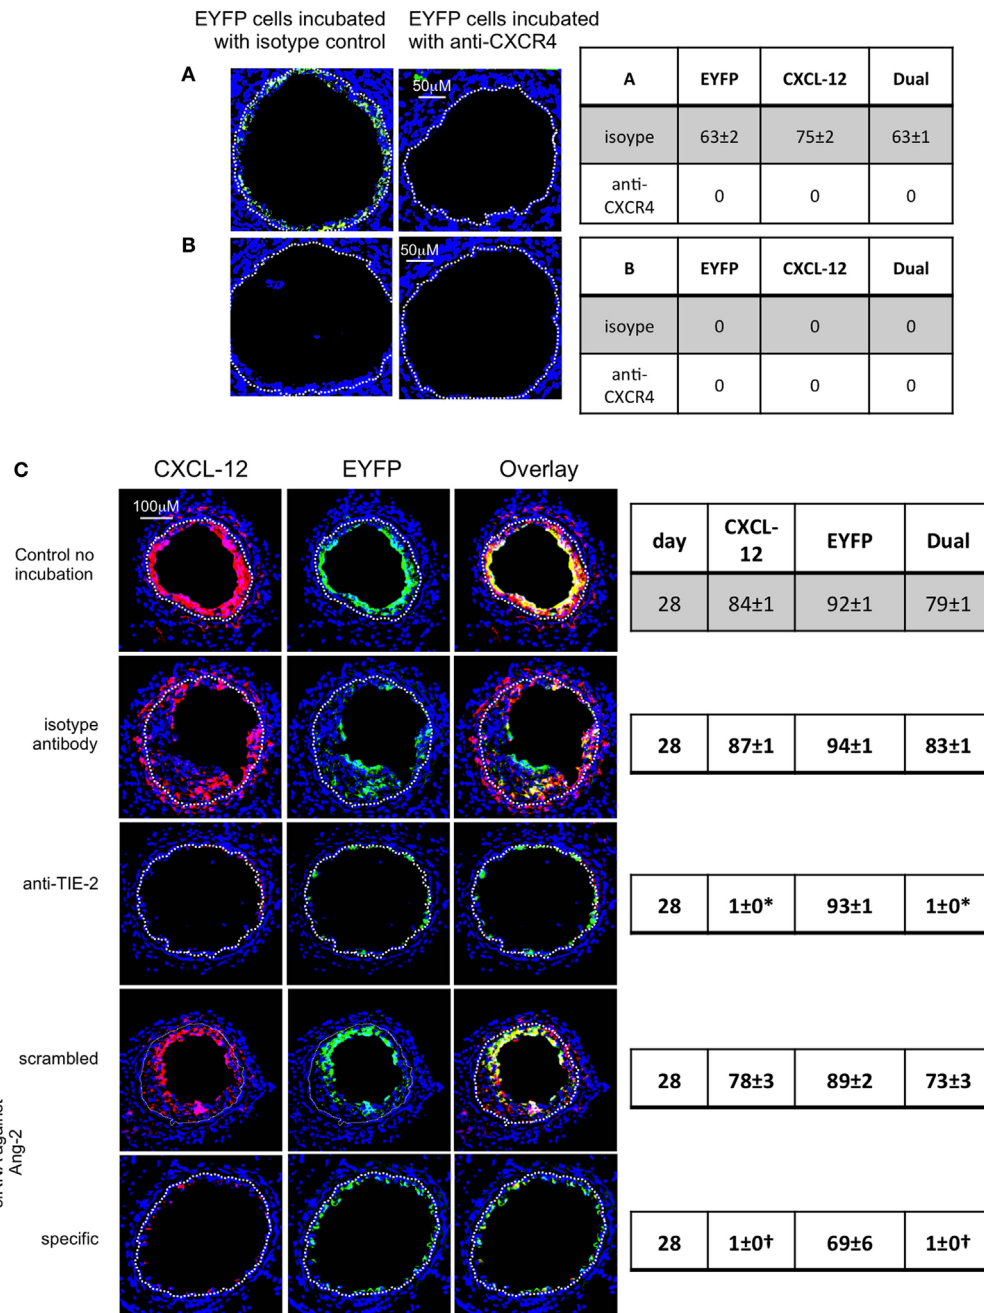 EYFP cells incubated with isotype control
EYFP cells incubated with anti-CXCR4
A
50μM
A EYFP CXCL-12 Dual
isoype 63±2 75±2 63±1
anti-CXCR4 0 0 0
B
50μM
B EYFP CXCL-12 Dual
isoype 0 0 0
anti-CXCR4 0 0 0
C
CXCL-12 EYFP Overlay
100μM
Control no incubation
day CXCL-12 EYFP Dual
28 84±1 92±1 79±1
isotype antibody
28 87±1 94±1 83±1
anti-TIE-2
28 1±0* 93±1 1±0*
scrambled
28 78±3 89±2 73±3
against
Ang-2
specific
28 1±0† 69±6 1±0†